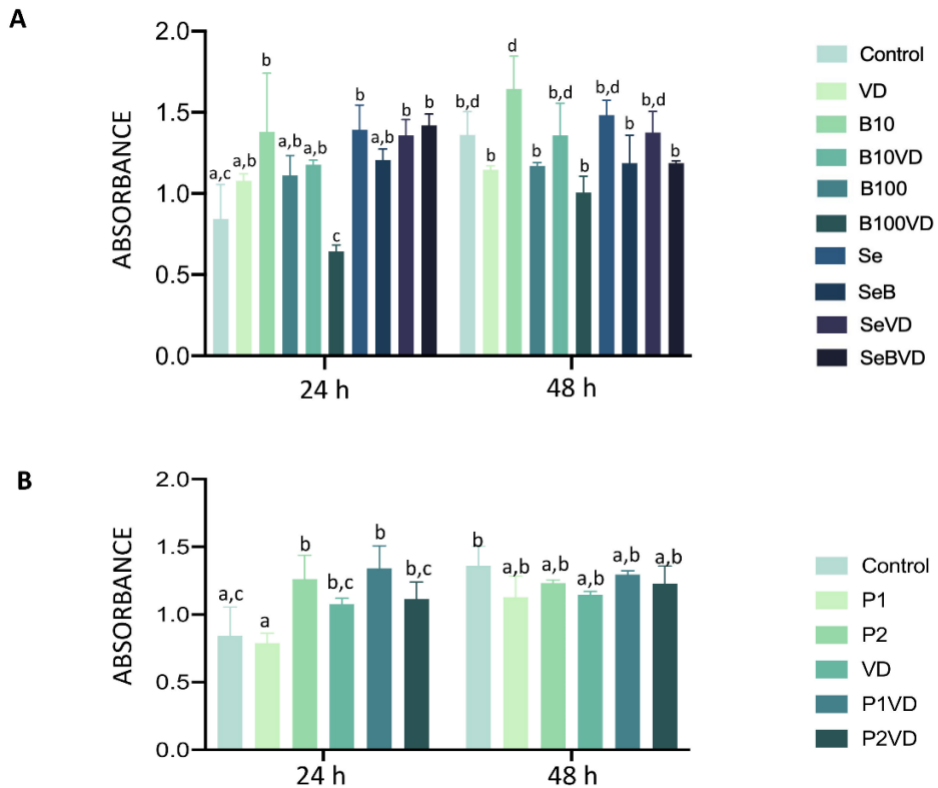 A
ABSORBANCE
2.0
1.5
1.0
0.5
0.0
a,c
a,b
b
a,b
a,b
c
b
a,b
b
b
b,d
b
d
b
b,d
b
b,d
b
b,d
b
24 h
48 h
Control
VD
B10
B10VD
B100
B100VD
Se
SeB
SeVD
SeBVD
B
ABSORBANCE
2.0
1.5
1.0
0.5
0.0
a,c
a
b
b,c
b
b,c
b
a,b
a,b
a,b
a,b
a,b
24 h
48 h
Control
P1
P2
VD
P1VD
P2VD